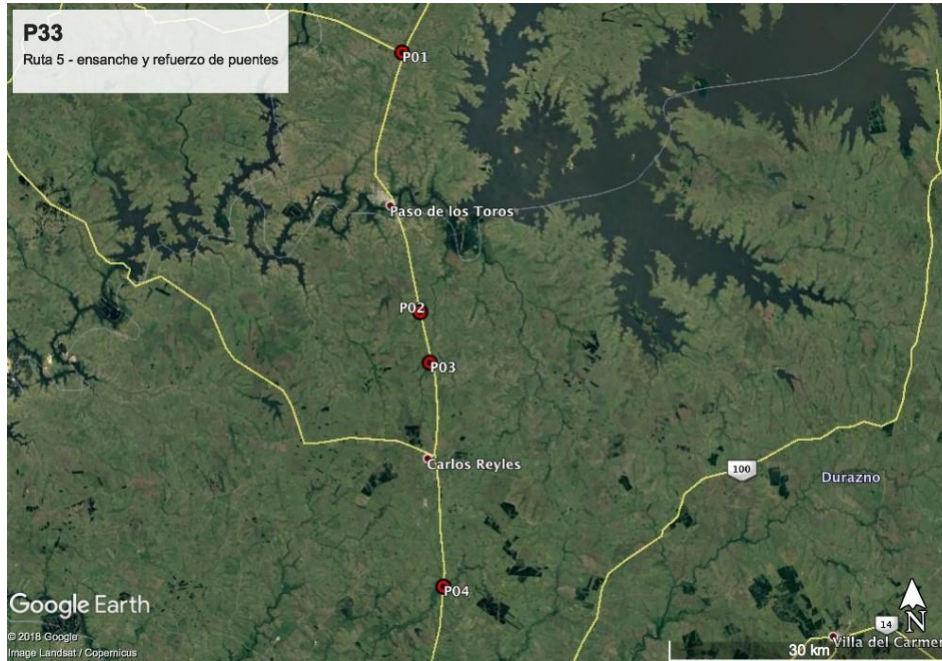 P33
Ruta 5 - ensanche y refuerzo de puentes
P01
Paso de los Toros
P02
P03
Carlos Reyles
100
Durazno
P04
Google Earth
N
14
© 2018 Google
Image Landsat / Copernicus
30 km
Villa del Carmen